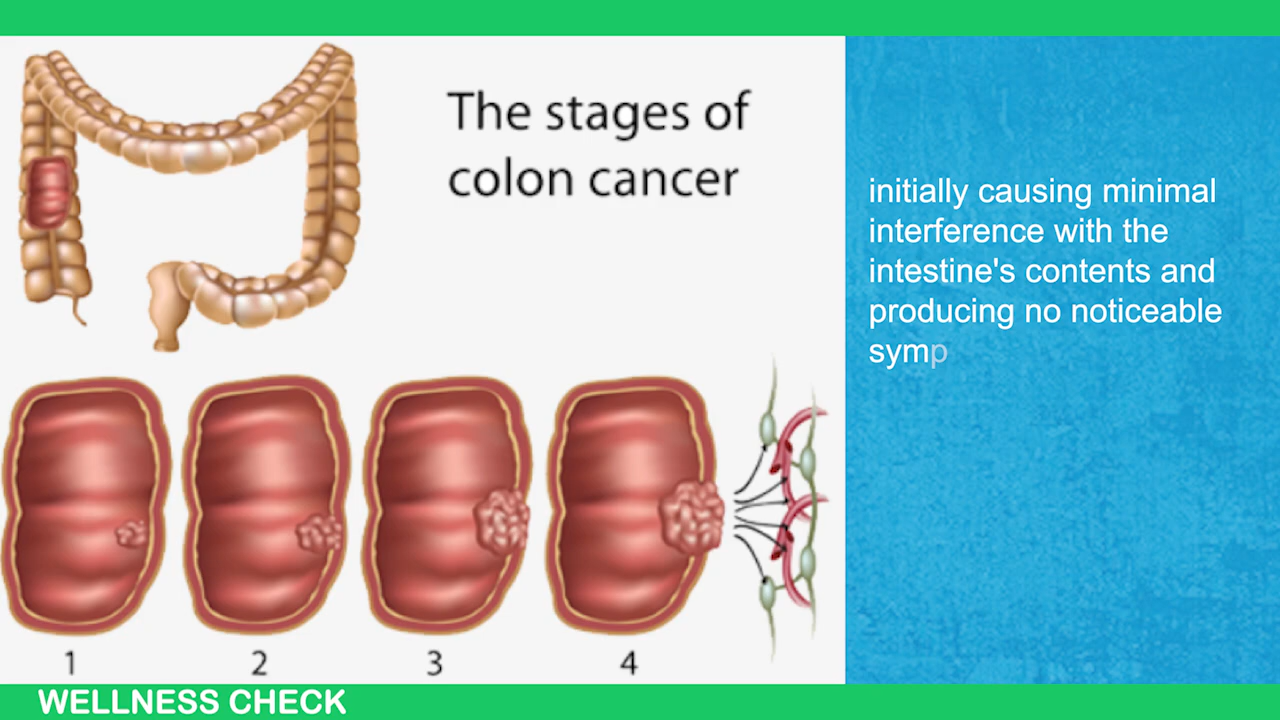 The stages of
colon cancer
initially causing minimal
interference with the
intestine's contents and
producing no noticeable
symp
1
2
3
4
WELLNESS CHECK